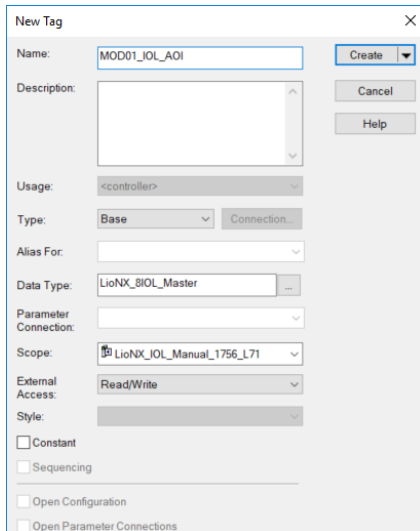 New Tag
Name: MOD01_IOL_AOI Create
Description: Cancel
Help
Usage: <controller>
Type: Base Connection...
Alias For:
Data Type: LioNX_8IOL_Master ...
Parameter
Connection:
Scope: LioNX_IOL_Manual_1756_L71
External
Access: Read/Write
Style:
Constant
Sequencing
Open Configuration
Open Parameter Connections